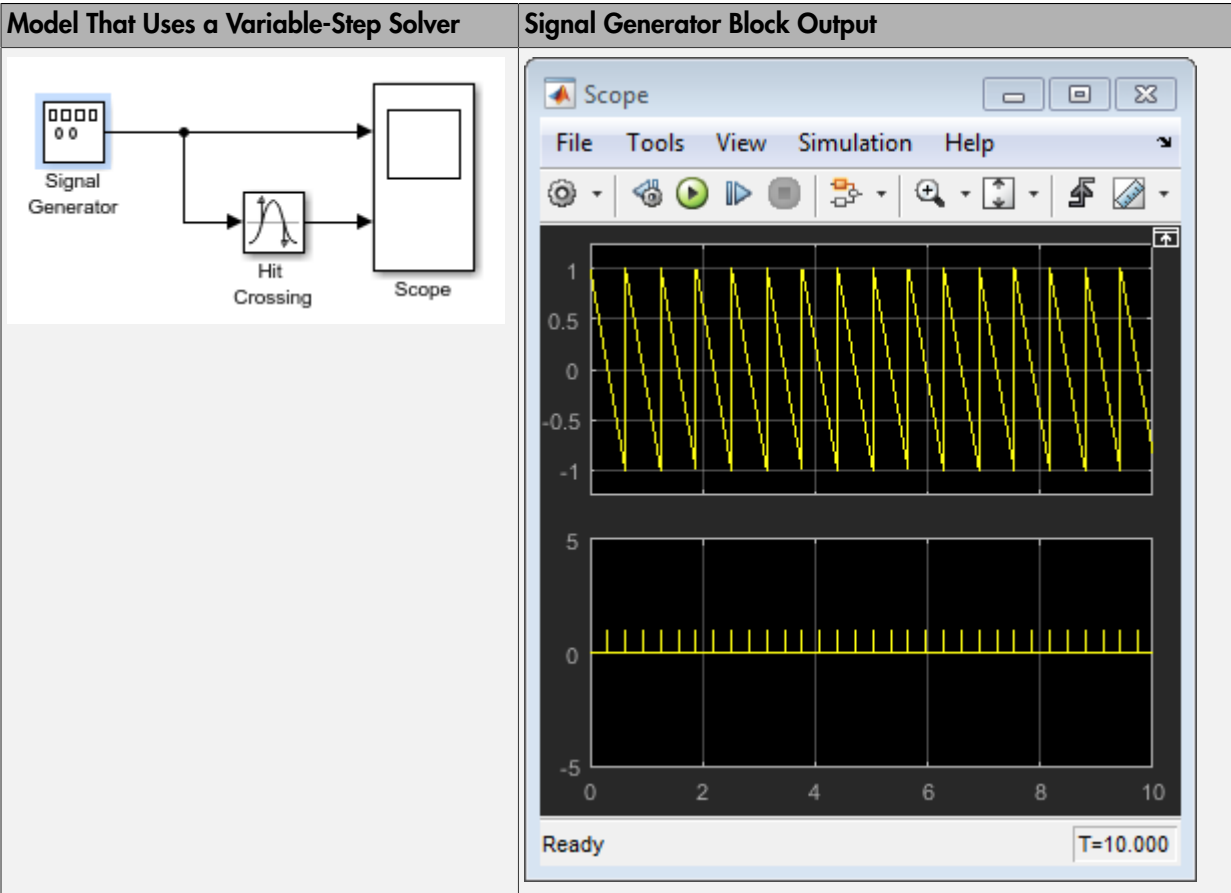 Model That Uses a Variable-Step Solver
Signal Generator Block Output
Signal
Generator
Hit
Crossing
Scope
Scope
File Tools View Simulation Help
1
0.5
0
-0.5
-1
5
0
-5
0 2 4 6 8 10
Ready T=10.000